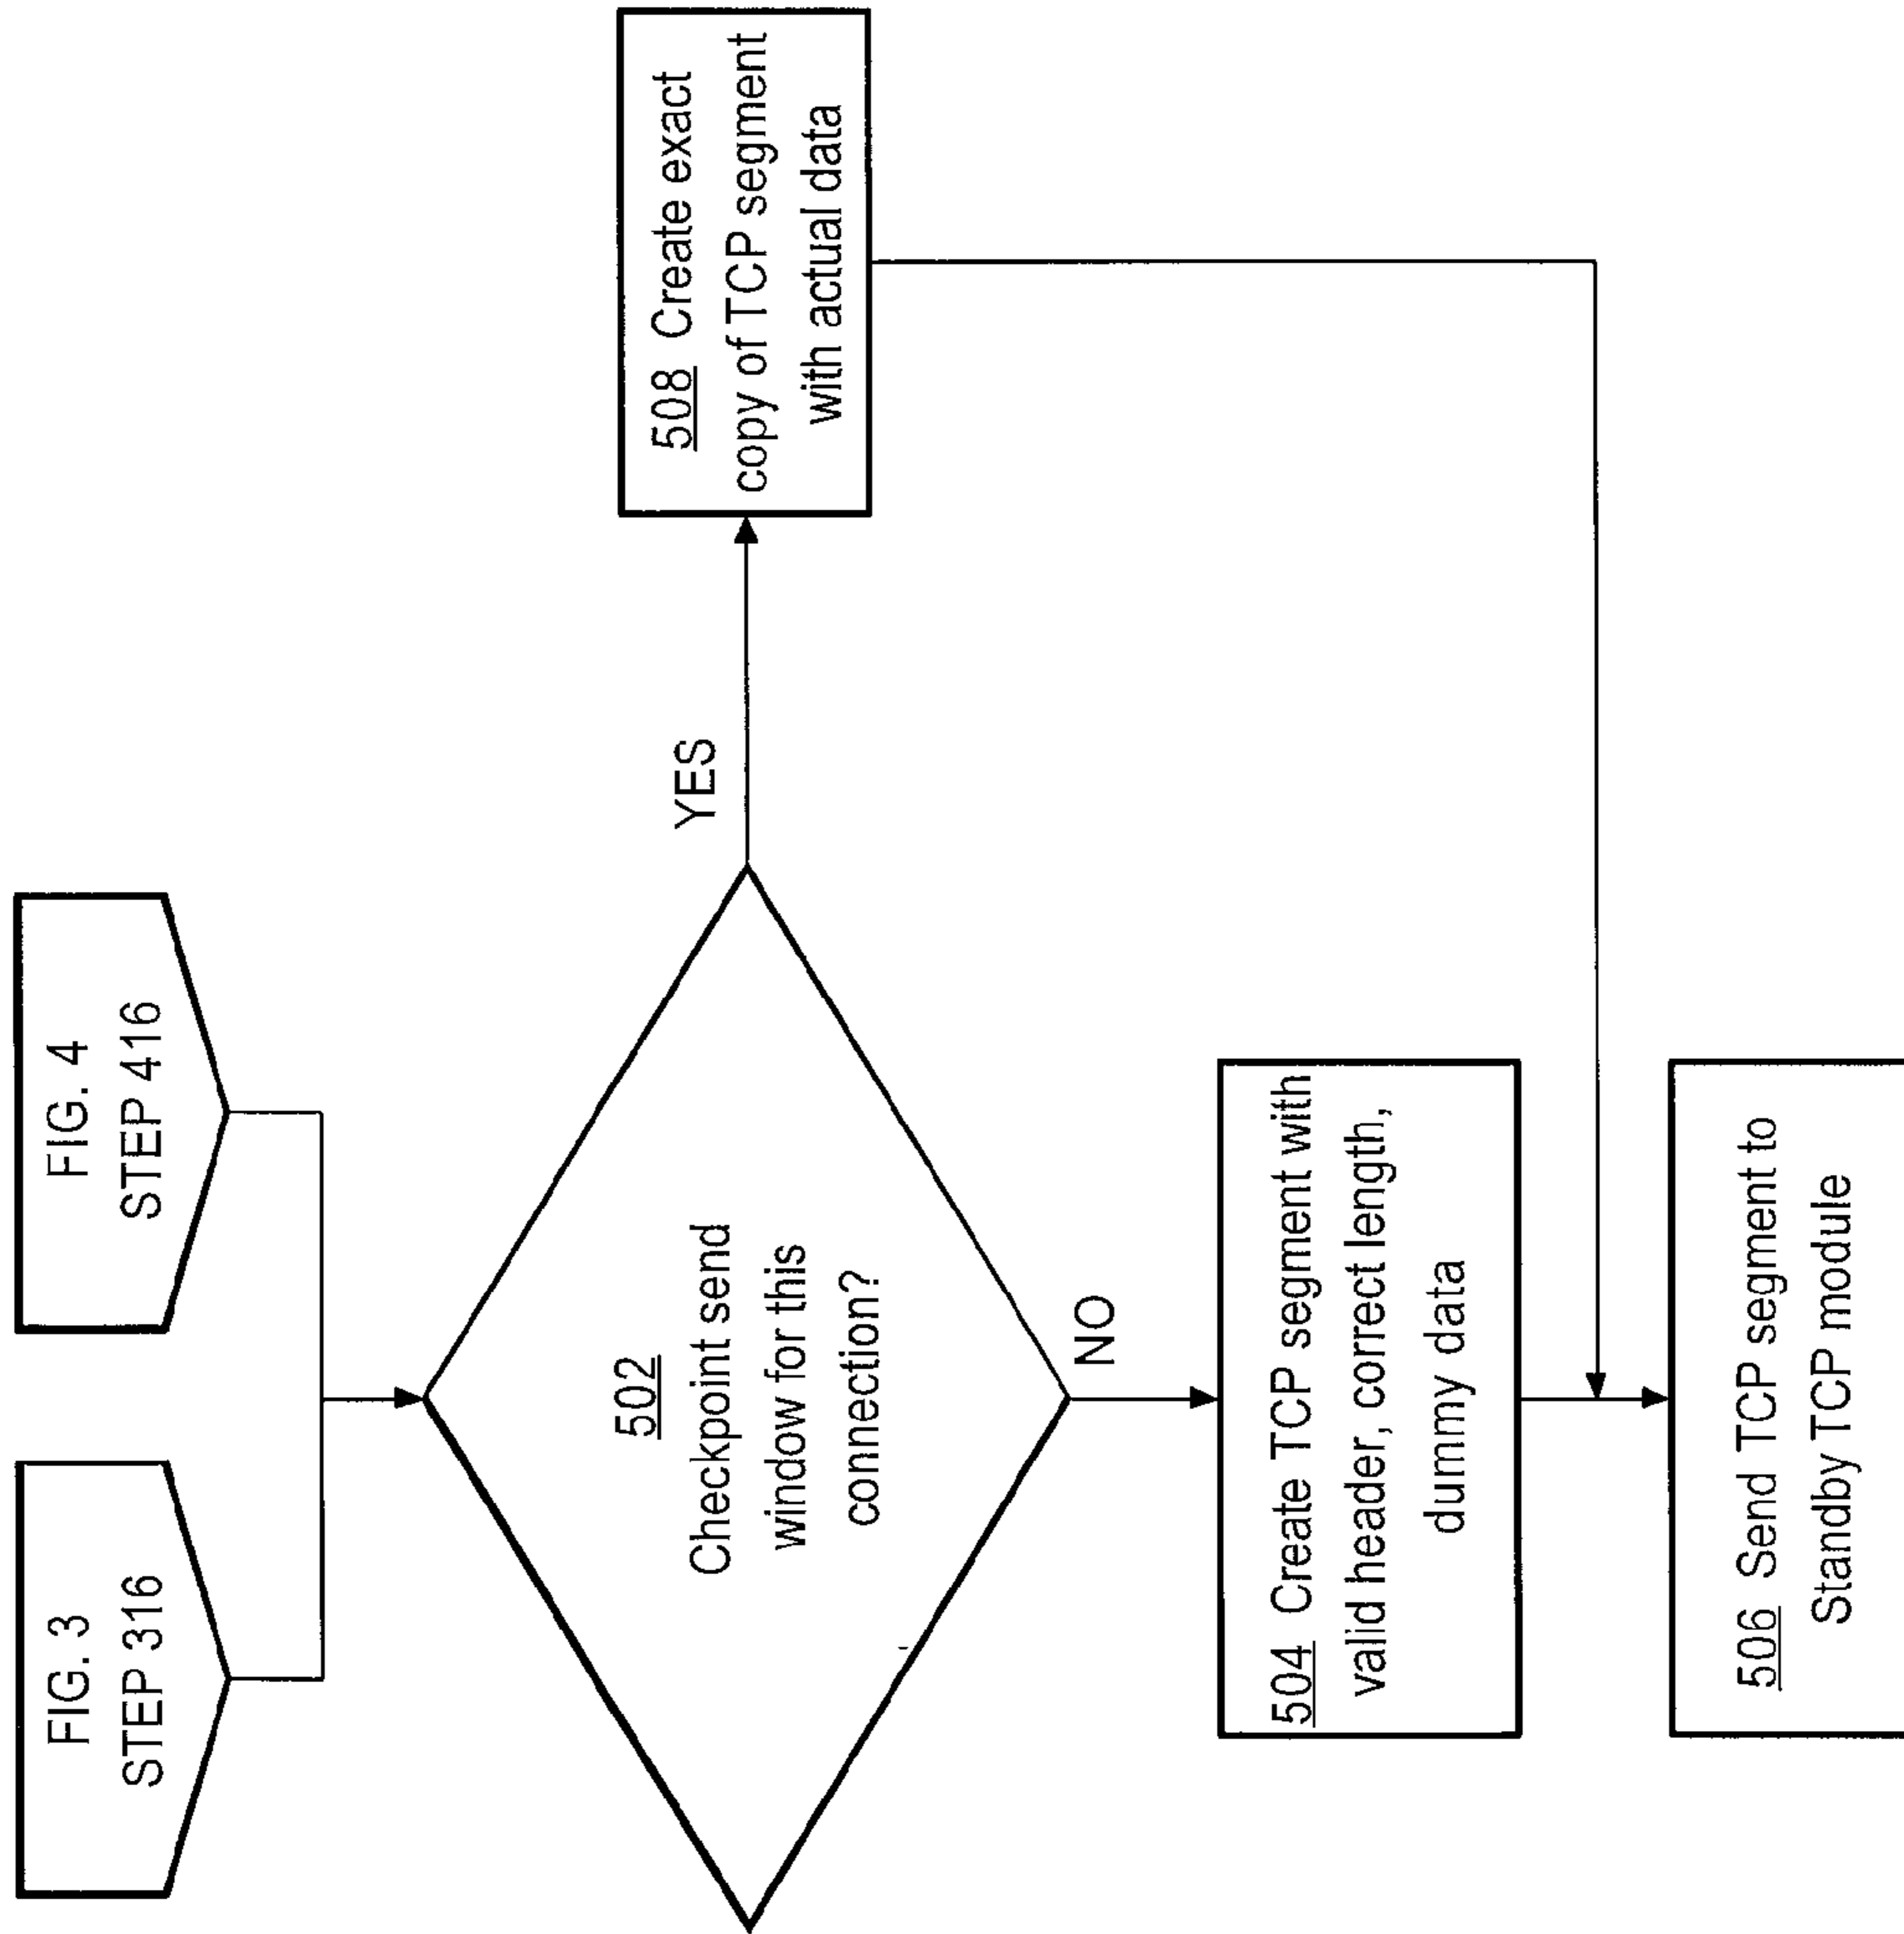 FIG. 3
STEP 316
FIG. 4
STEP 416
502
Checkpoint send
window for this
connection?
YES
508 Create exact
copy of TCP segment
with actual data
NO
504 Create TCP segment with
valid header, correct length,
dummy data
506 Send TCP segment to
Standby TCP module